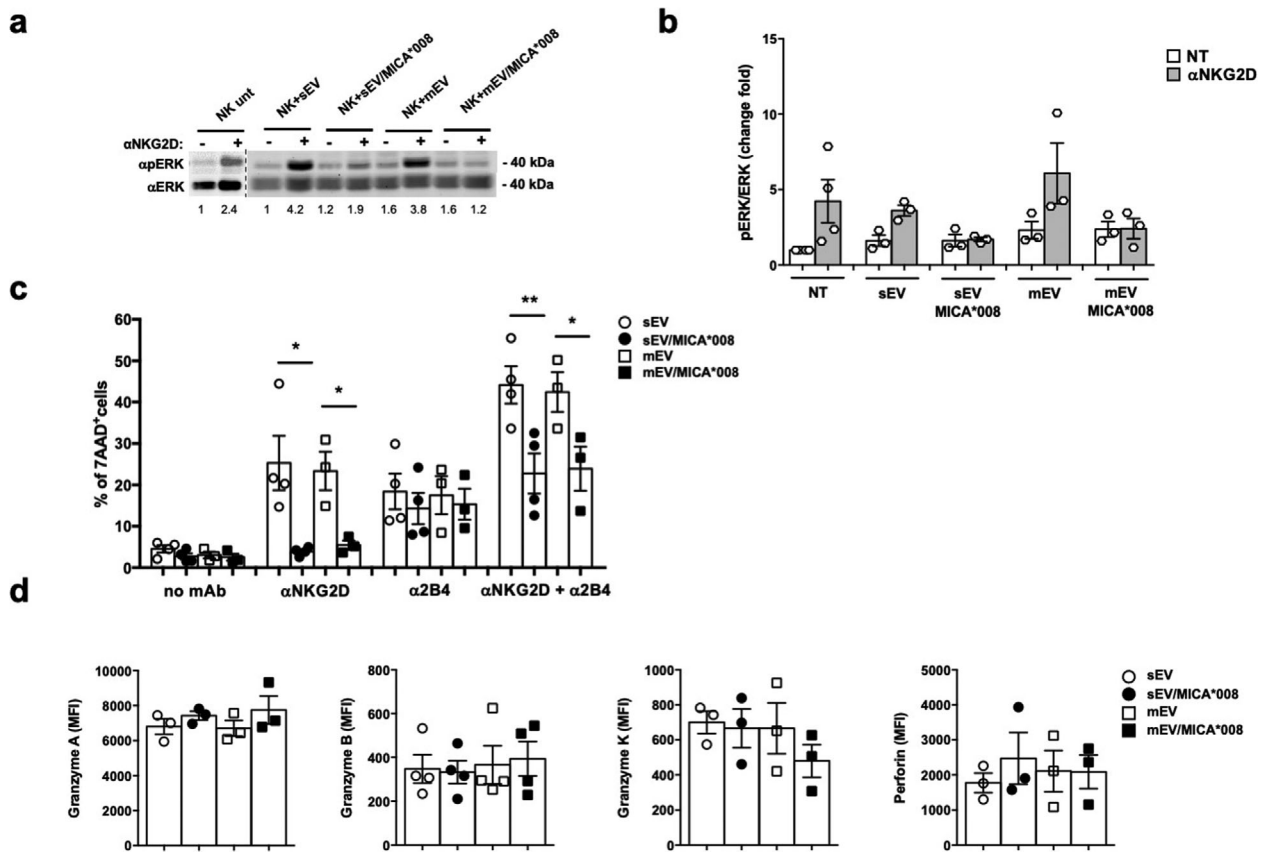 a
NK unt
NK+sEV
NK+sEV/MICA*008
NK+mEV
NK+mEV/MICA*008
αNKG2D: - + - + - + - + - +
αpERK - 40 kDa
αERK - 40 kDa
1 2.4 1 4.2 1.2 1.9 1.6 3.8 1.6 1.2
b
pERK/ERK (change fold)
15
10
5
0
NT
αNKG2D
NT sEV sEV MICA*008 mEV mEV MICA*008
c
% of 7AAD+cells
60
50
40
30
20
10
0
* * ** *
sEV
sEV/MICA*008
mEV
mEV/MICA*008
no mAb αNKG2D α2B4 αNKG2D + α2B4
d
Granzyme A (MFI)
10000
8000
6000
4000
2000
0
Granzyme B (MFI)
800
600
400
200
0
Granzyme K (MFI)
1000
800
600
400
200
0
Perforin (MFI)
5000
4000
3000
2000
1000
0
sEV
sEV/MICA*008
mEV
mEV/MICA*008